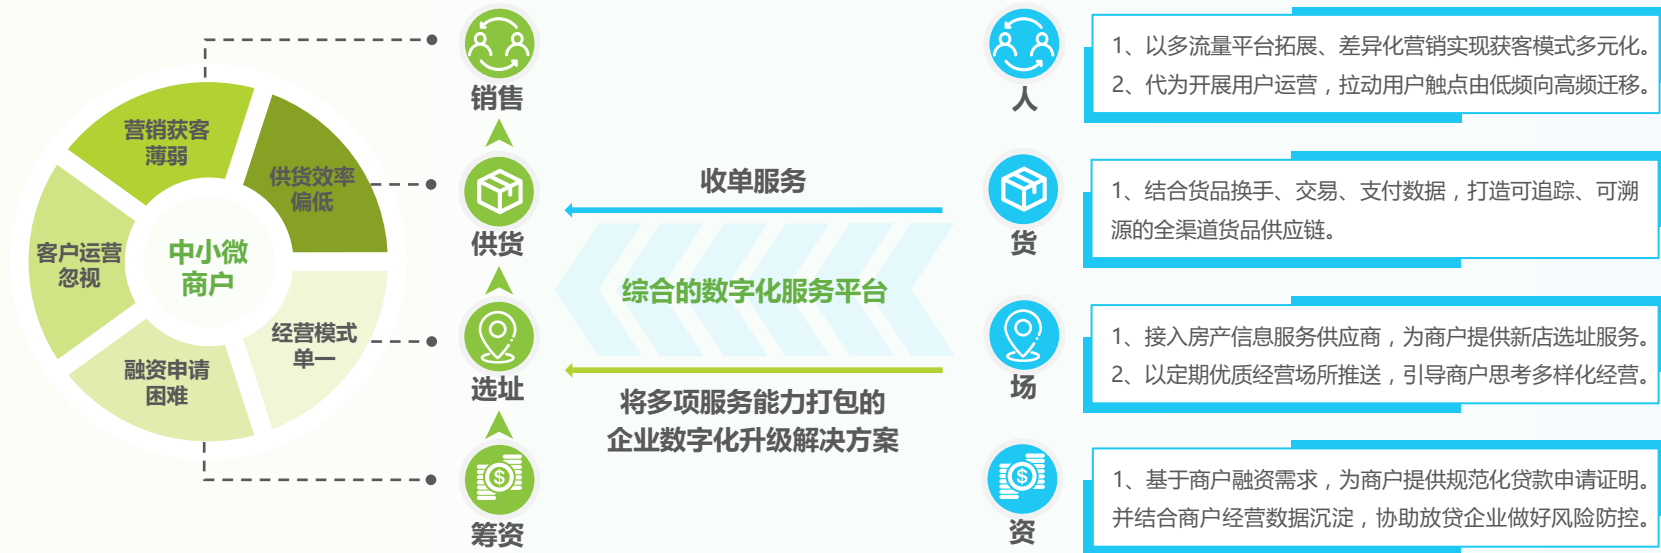 营销获客
薄弱
供货效率
偏低
客户运营
忽视
中小微
商户
经营模式
单一
融资申请
困难
销售
供货
选址
筹资
收单服务
综合的数字化服务平台
将多项服务能力打包的
企业数字化升级解决方案
人
1、以多流量平台拓展、差异化营销实现获客模式多元化。
2、代为开展用户运营，拉动用户触点由低频向高频迁移。
货
1、结合货品换手、交易、支付数据，打造可追踪、可溯
源的全渠道货品供应链。
场
1、接入房产信息服务供应商，为商户提供新店选址服务。
2、以定期优质经营场所推送，引导商户思考多样化经营。
资
1、基于商户融资需求，为商户提供规范化贷款申请证明。
并结合商户经营数据沉淀，协助放贷企业做好风险防控。